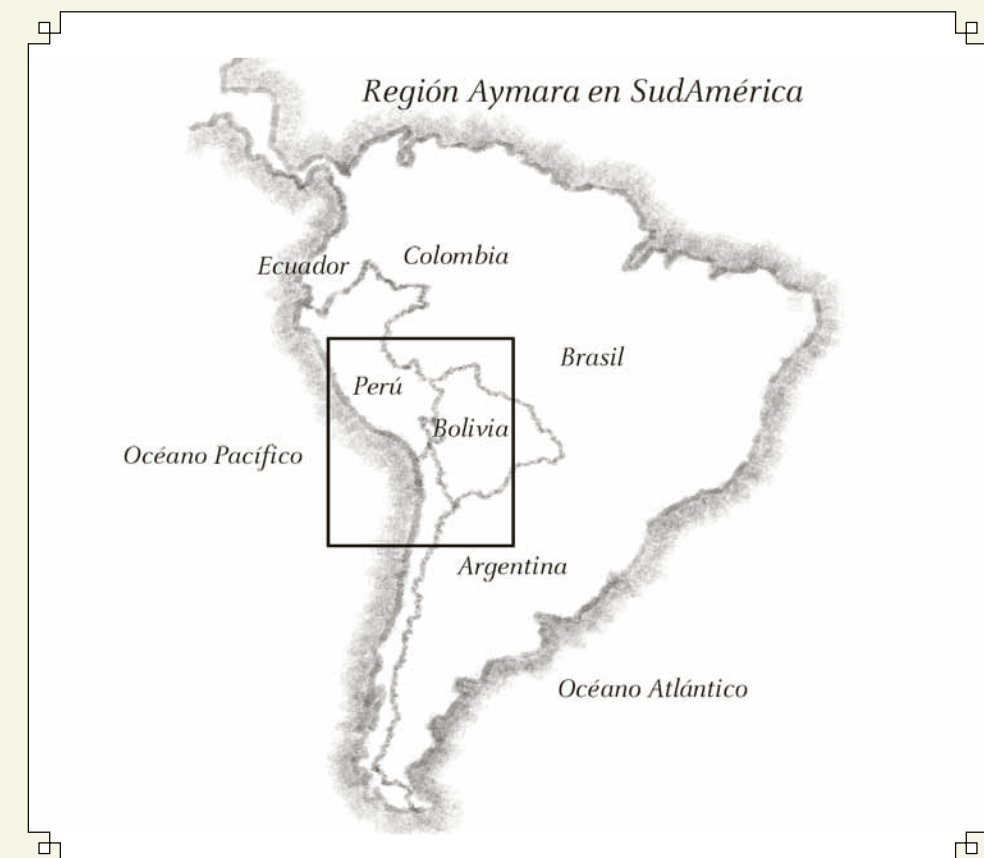 Región Aymara en SudAmérica
Colombia
Ecuador
Brasil
Perú
Bolivia
Océano Pacífico
Argentina
Océano Atlántico